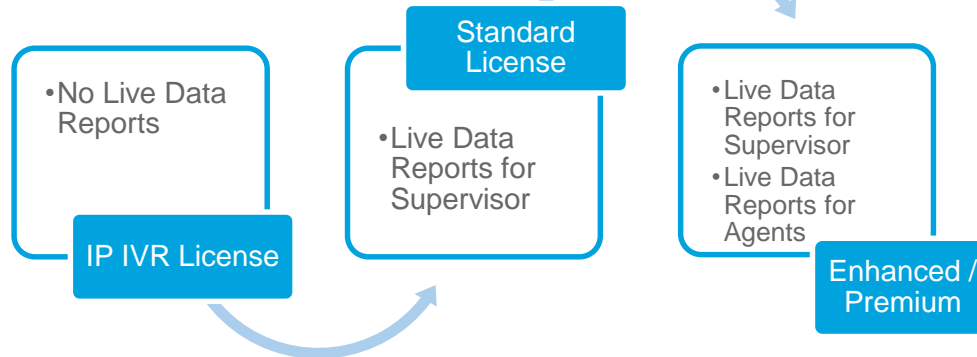 •No Live Data
Reports
IP IVR License
Standard
License
•Live Data
Reports for
Supervisor
•Live Data
Reports for
Supervisor
•Live Data
Reports for
Agents
Enhanced /
Premium